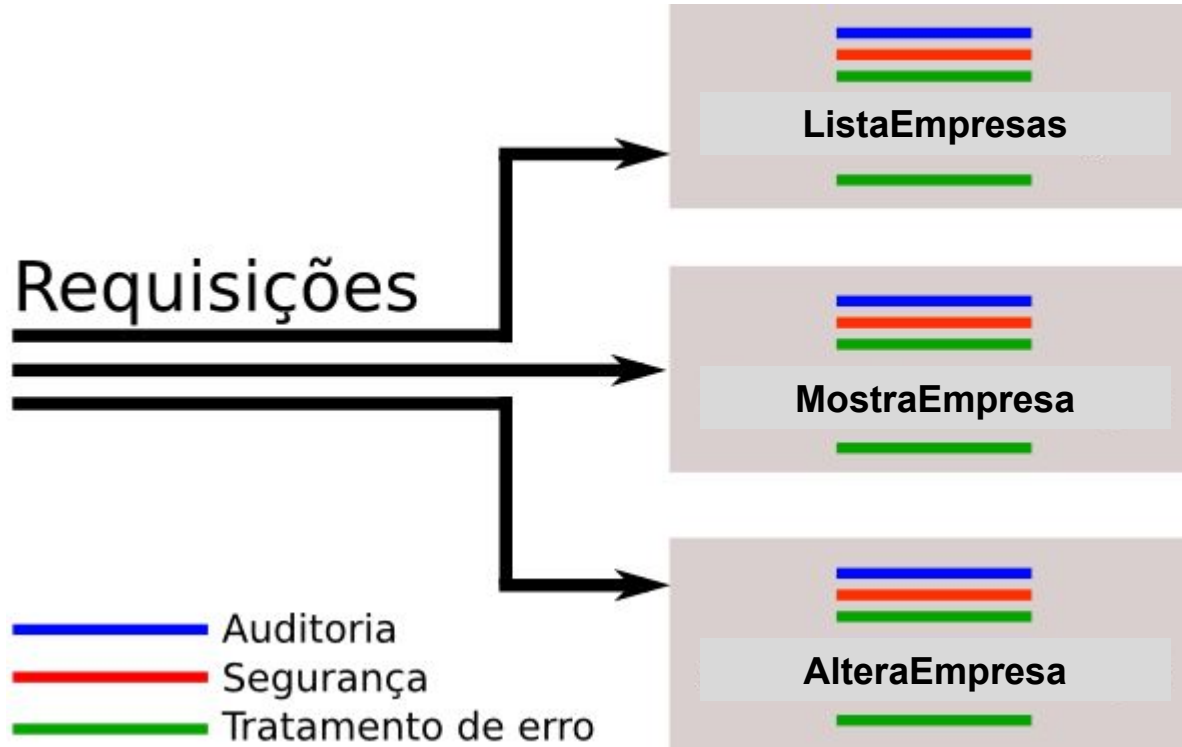 ListaEmpresas
Requisições
MostraEmpresa
AlteraEmpresa
Auditoria
Segurança
Tratamento de erro